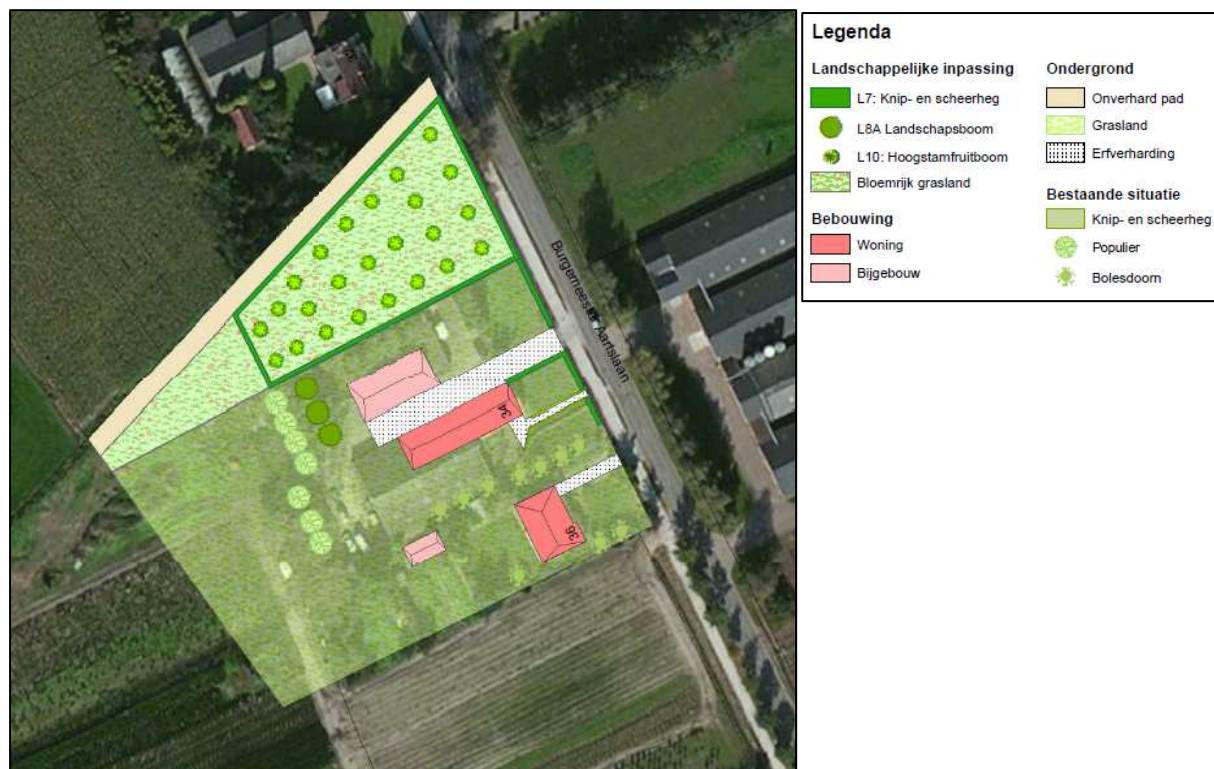 Burgemeester Aartslaan
34
36
Legenda
Landschappelijke inpassing
L7: Knip- en scheerheg
L8A Landschapsboom
L10: Hoogstamfruitboom
Bloemrijk grasland
Bebouwing
Woning
Bijgebouw
Ondergrond
Onverhard pad
Grasland
Erfverharding
Bestaande situatie
Knip- en scheerheg
Populier
Bolesdoorn